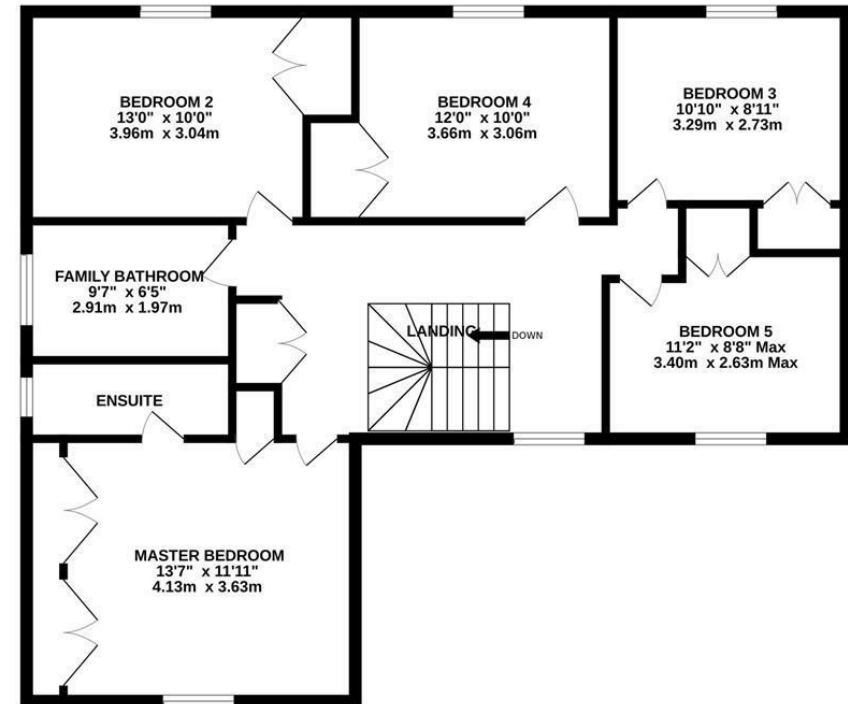 BEDROOM 2
13'0" x 10'0"
3.96m x 3.04m
BEDROOM 4
12'0" x 10'0"
3.66m x 3.06m
BEDROOM 3
10'10" x 8'11"
3.29m x 2.73m
FAMILY BATHROOM
9'7" x 6'5"
2.91m x 1.97m
LANDING
DOWN
BEDROOM 5
11'2" x 8'8" Max
3.40m x 2.63m Max
ENSUITE
MASTER BEDROOM
13'7" x 11'11"
4.13m x 3.63m